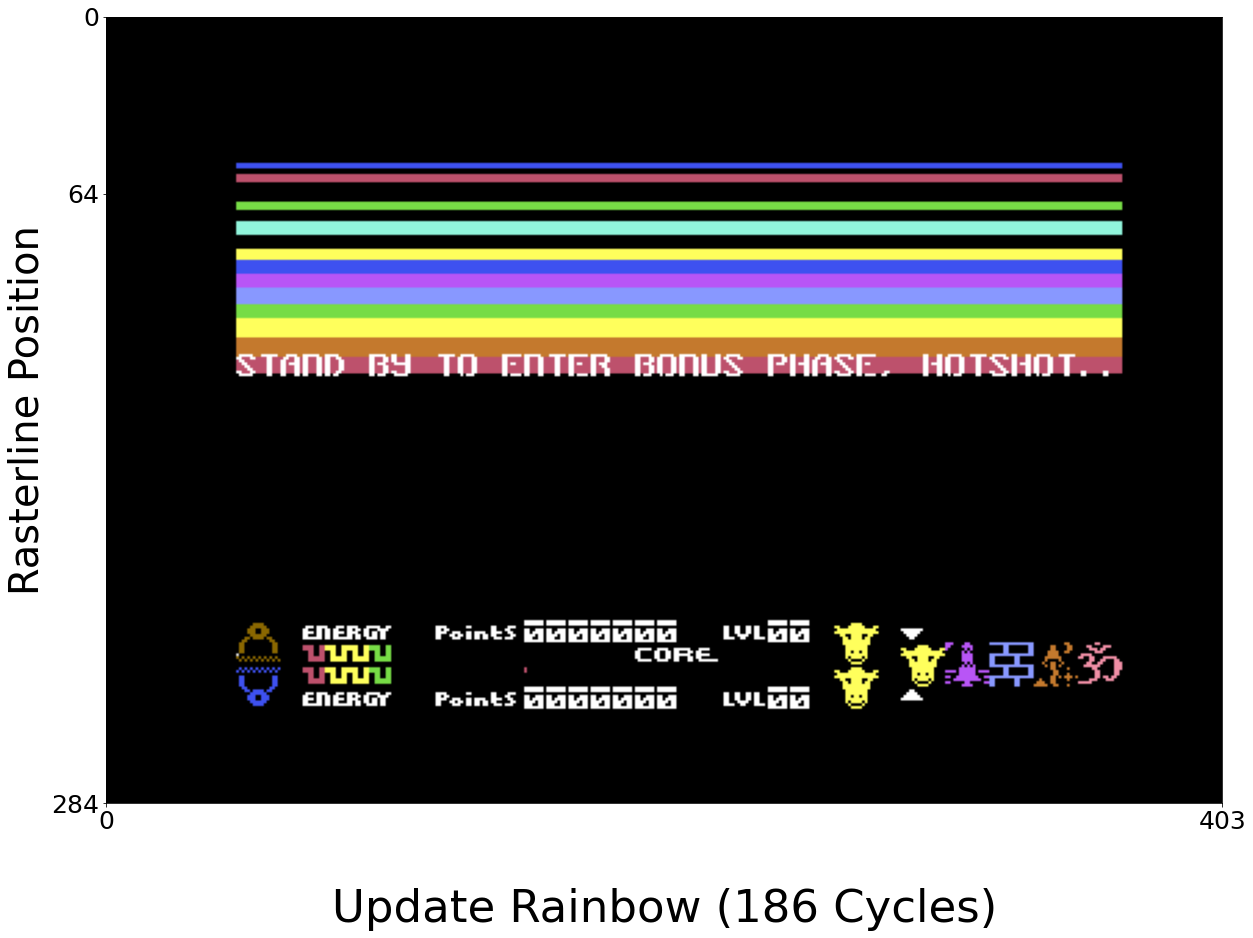 0
64
Rasterline Position
STAND BY TO ENTER BONUS PHASE, HOTSHOT..
ENERGY PointS 0000000 LVL00
CORE
ENERGY PointS 0000000 LVL00
ॐ
284
0 403
Update Rainbow (186 Cycles)